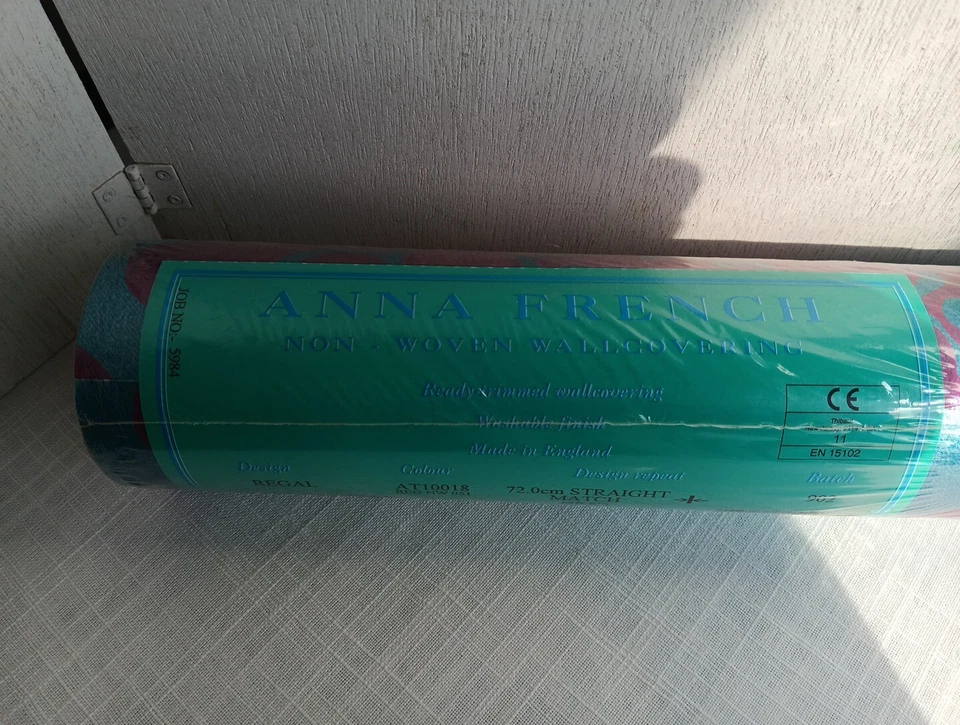 ANNA FRENCH
NON - WOVEN WALLCOVERING
Ready trimmed wallcovering
Washable finish
Made in England
Design Colour Design repeat Batch
REGAL AT10018 72.0cm STRAIGHT 902
MATCH
JOB NO:- 5984
CE
11
EN 15102